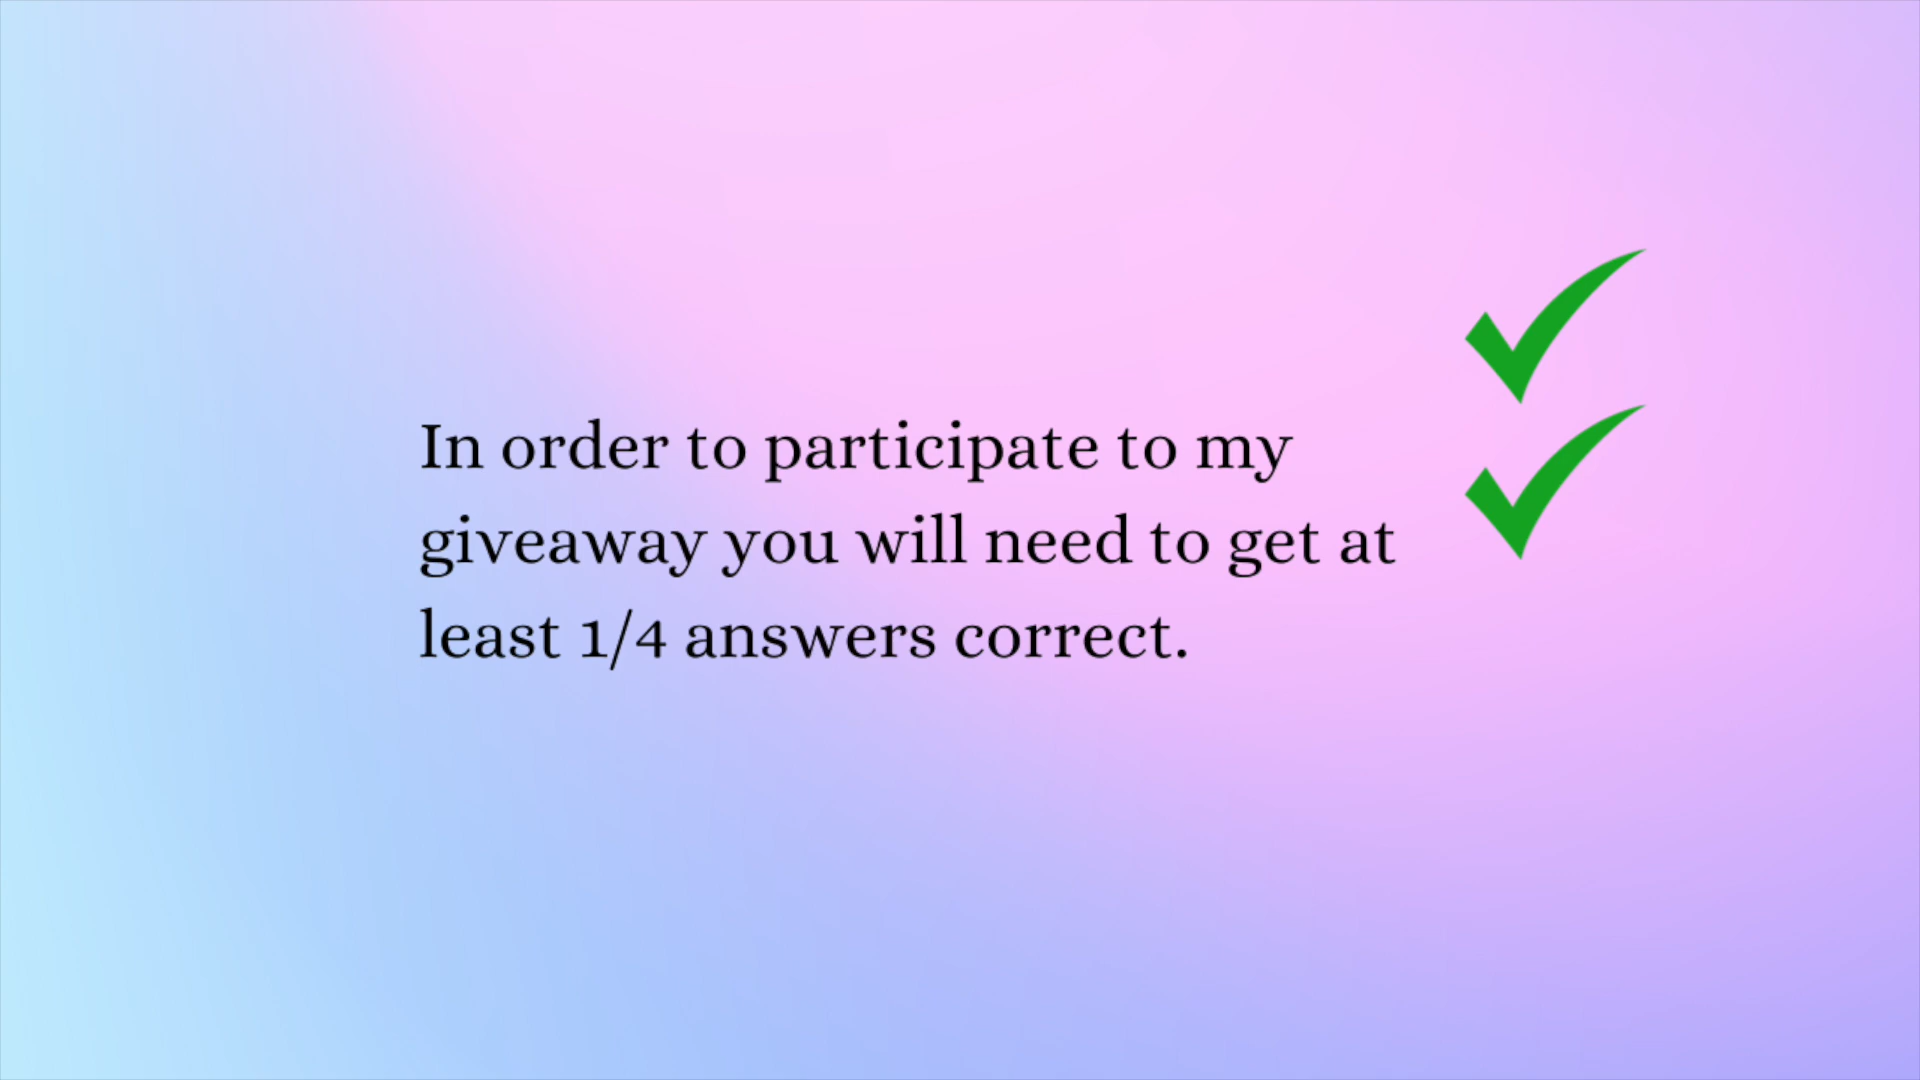 In order to participate to my
giveaway you will need to get at
least 1/4 answers correct.